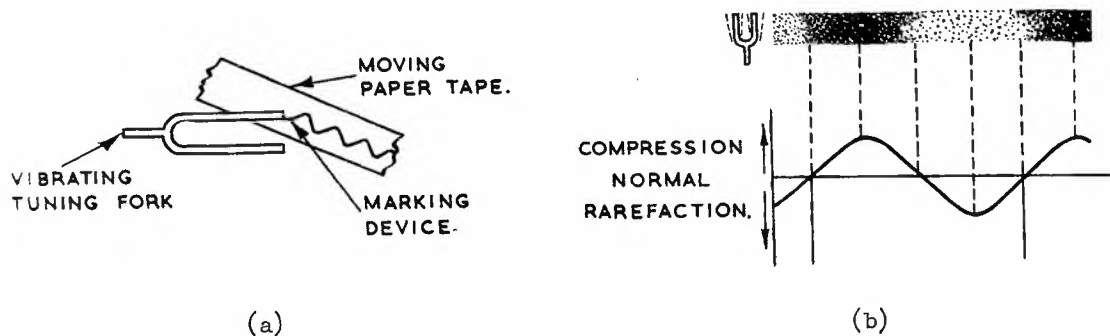 MOVING
PAPER TAPE.
VIBRATING
TUNING FORK
MARKING
DEVICE.
(a)
COMPRESSION
NORMAL
RAREFACTION.
(b)